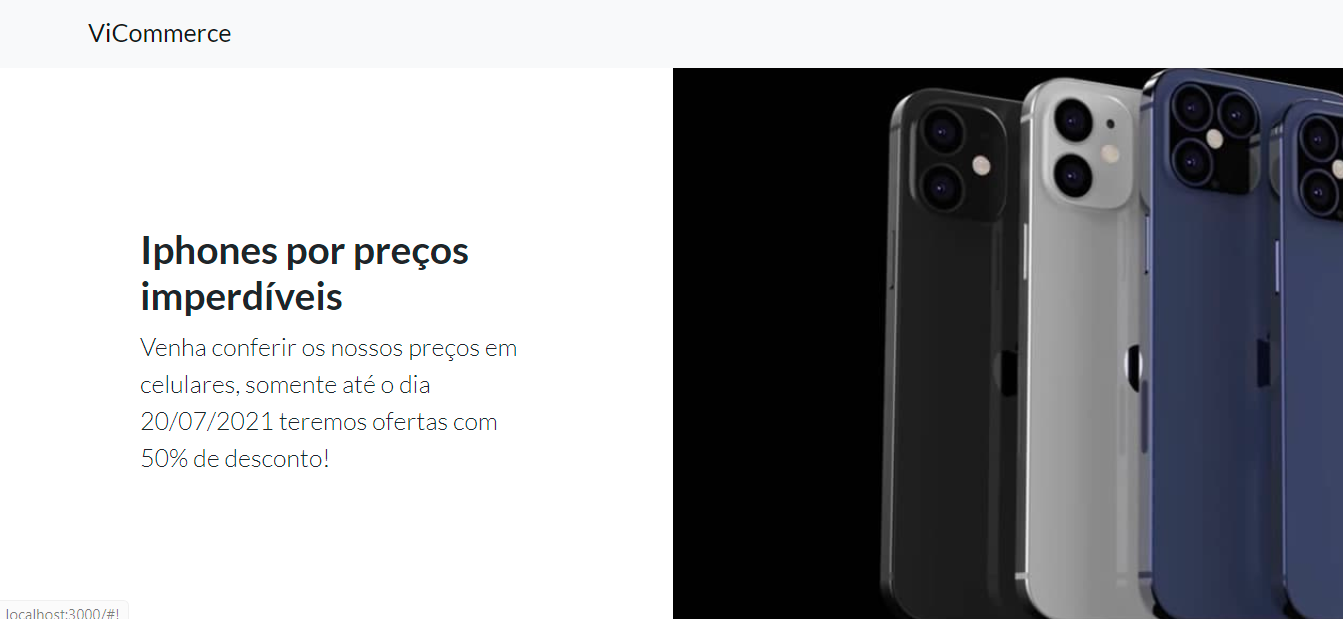 ViCommerce
Iphones por preços
imperdíveis
Venha conferir os nossos preços em
celulares, somente até o dia
20/07/2021 teremos ofertas com
50% de desconto!
localhost:3000/#!